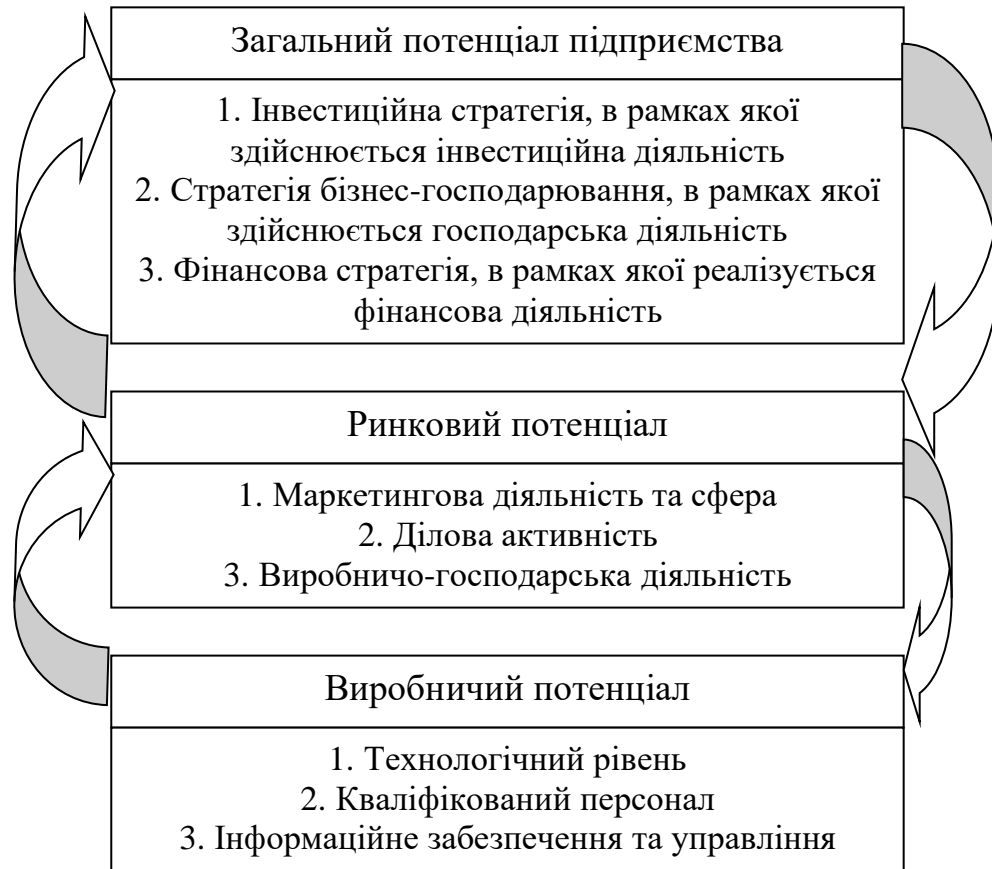 Загальний потенціал підприємства
1. Інвестиційна стратегія, в рамках якої
здійснюється інвестиційна діяльність
2. Стратегія бізнес-господарювання, в рамках якої
здійснюється господарська діяльність
3. Фінансова стратегія, в рамках якої реалізується
фінансова діяльність
Ринковий потенціал
1. Маркетингова діяльність та сфера
2. Ділова активність
3. Виробничо-господарська діяльність
Виробничий потенціал
1. Технологічний рівень
2. Кваліфікований персонал
3. Інформаційне забезпечення та управління